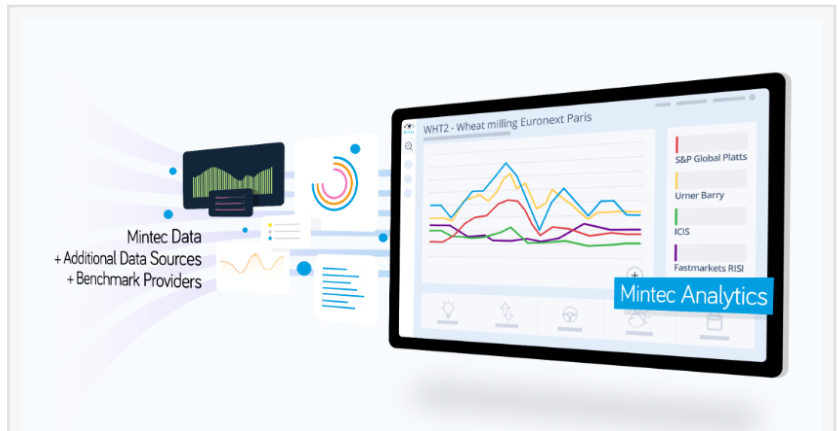 Mintec Data
+ Additional Data Sources
+ Benchmark Providers
WHT2 - Wheat milling Euronext Paris
S&P Global Platts
Urner Barry
ICIS
Fastmarkets RISI
Mintec Analytics